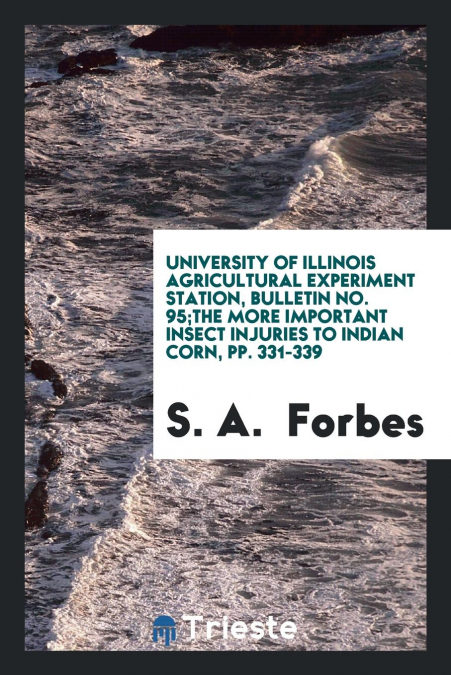 UNIVERSITY OF ILLINOIS
AGRICULTURAL EXPERIMENT
STATION, BULLETIN NO.
95;THE MORE IMPORTANT
INSECT INJURIES TO INDIAN
CORN, PP. 331-339
S. A. Forbes
Trieste